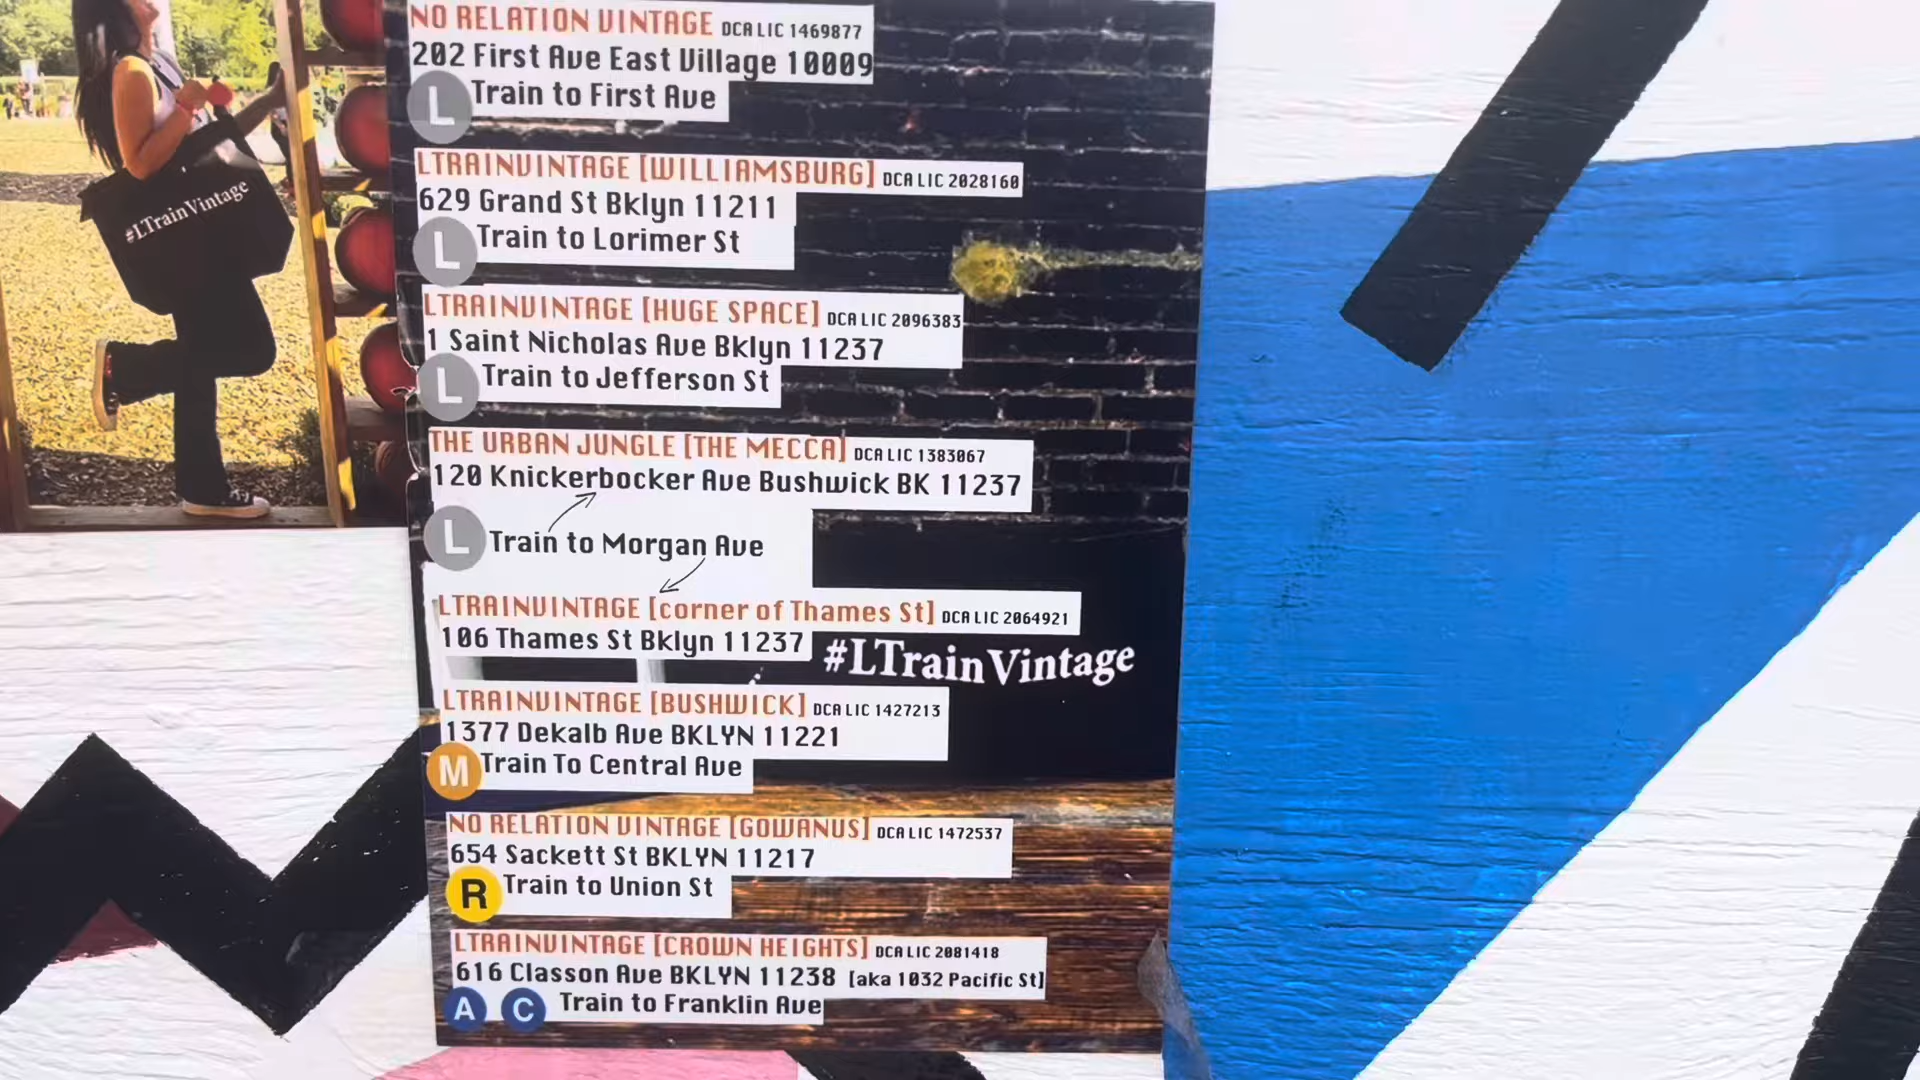 #LTrainVintage
NO RELATION VINTAGE DCA LIC 1469877
202 First Ave East Village 10009
L Train to First Ave
LTRAINVINTAGE [WILLIAMSBURG] DCA LIC 2028160
629 Grand St Bklyn 11211
L Train to Lorimer St
LTRAINVINTAGE [HUGE SPACE] DCA LIC 2096383
1 Saint Nicholas Ave Bklyn 11237
L Train to Jefferson St
THE URBAN JUNGLE [THE MECCA] DCA LIC 1383067
120 Knickerbocker Ave Bushwick BK 11237
L Train to Morgan Ave
LTRAINVINTAGE [corner of Thames St] DCA LIC 2064921
106 Thames St Bklyn 11237
#LTrainVintage
LTRAINVINTAGE [BUSHWICK] DCA LIC 1427213
1377 Dekalb Ave BKLYN 11221
M Train To Central Ave
NO RELATION VINTAGE [GOWANUS] DCA LIC 1472537
654 Sackett St BKLYN 11217
R Train to Union St
LTRAINVINTAGE [CROWN HEIGHTS] DCA LIC 2081418
616 Classon Ave BKLYN 11238 [aka 1032 Pacific St]
A C Train to Franklin Ave